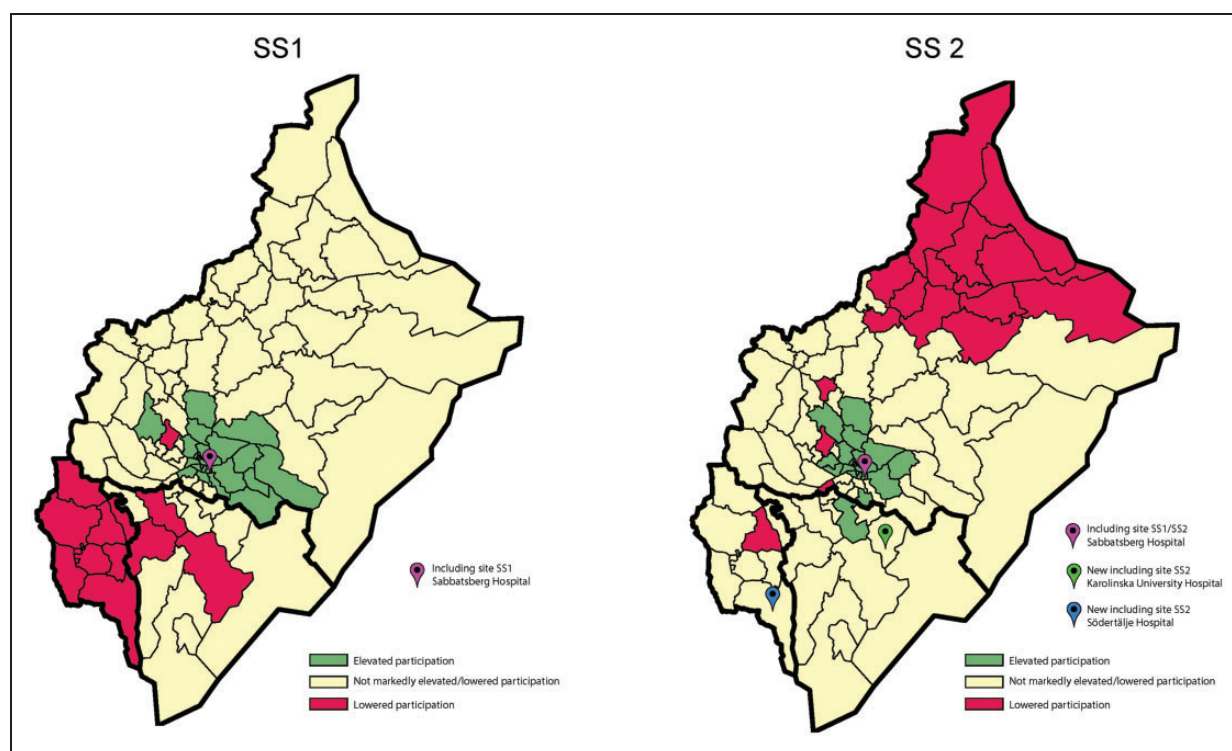 SS1
Including site SS1
Sabbatsberg Hospital
Elevated participation
Not markedly elevated/lowered participation
Lowered participation
SS 2
Including site SS1/SS2
Sabbatsberg Hospital
New including site SS2
Karolinska University Hospital
New including site SS2
Södertälje Hospital
Elevated participation
Not markedly elevated/lowered participation
Lowered participation